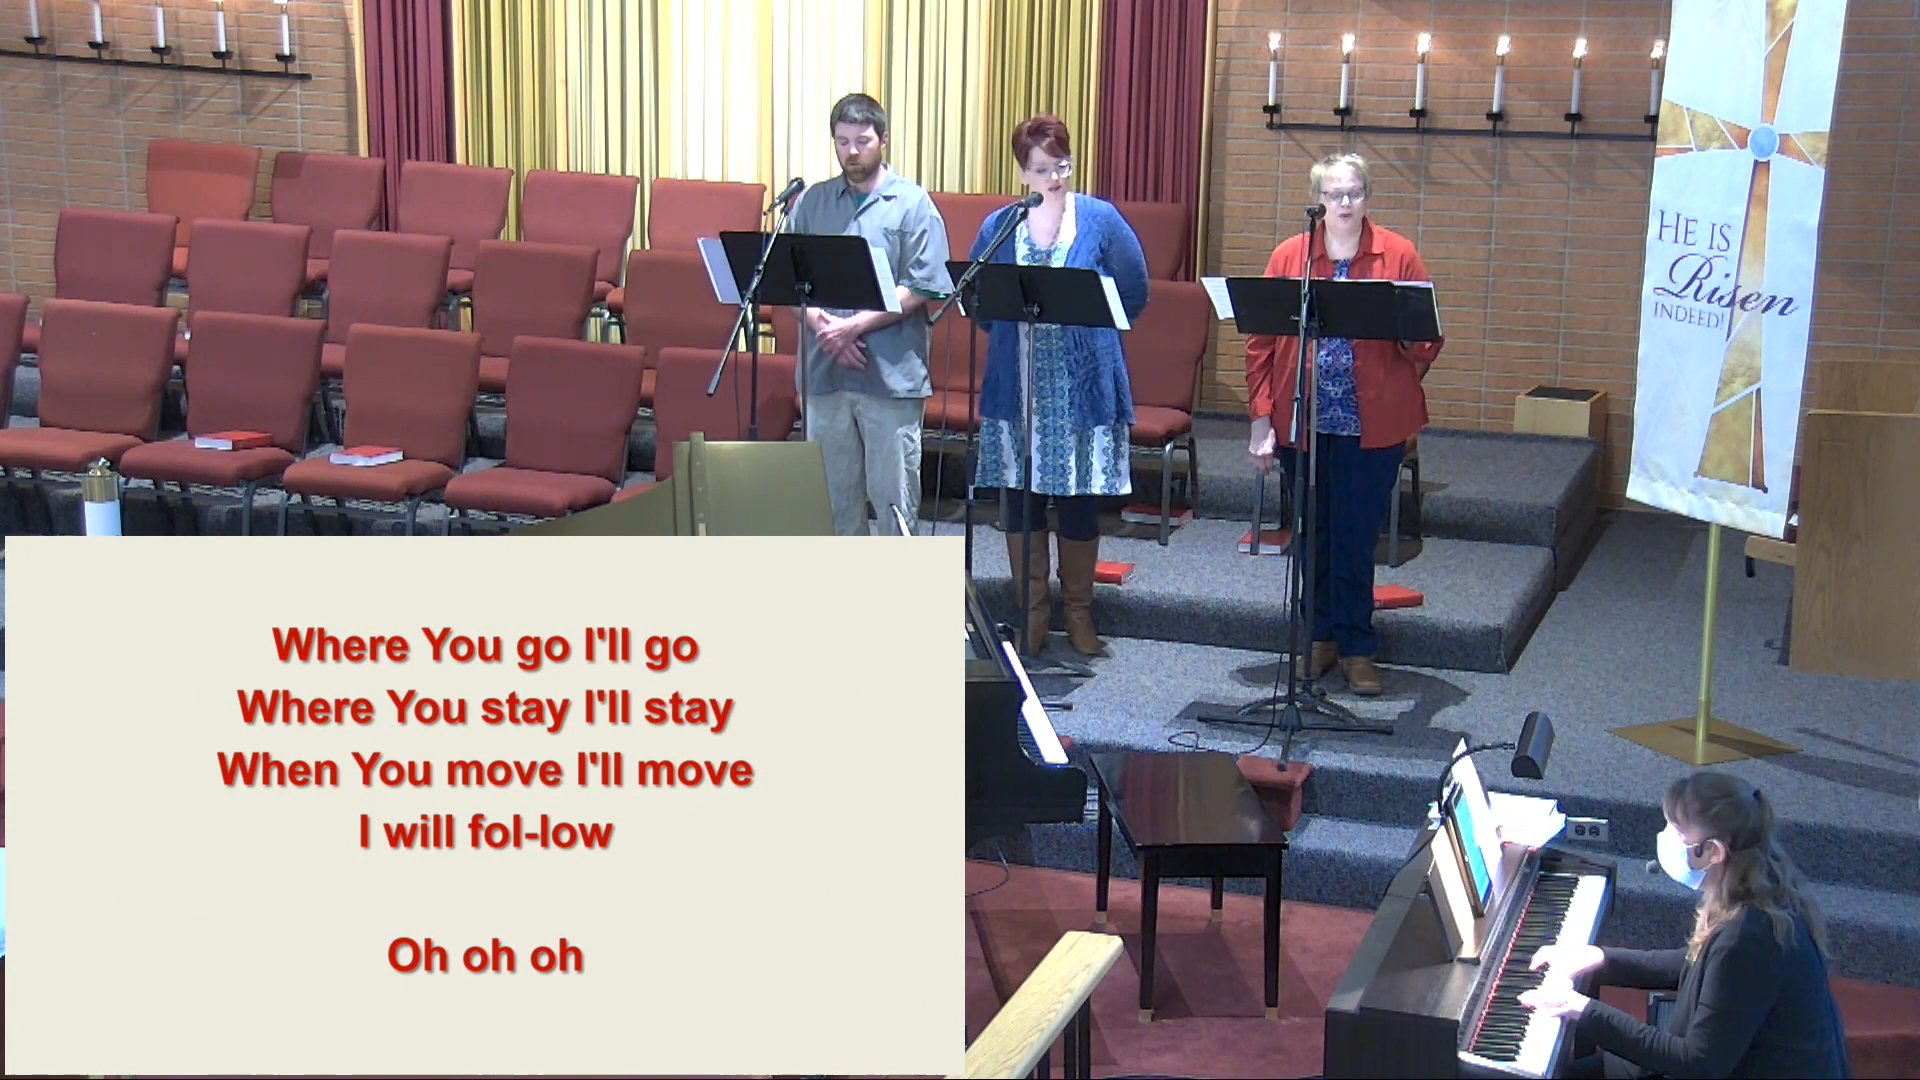 HE IS
Risen
INDEED!
Where You go I'll go
Where You stay I'll stay
When You move I'll move
I will fol-low
Oh oh oh